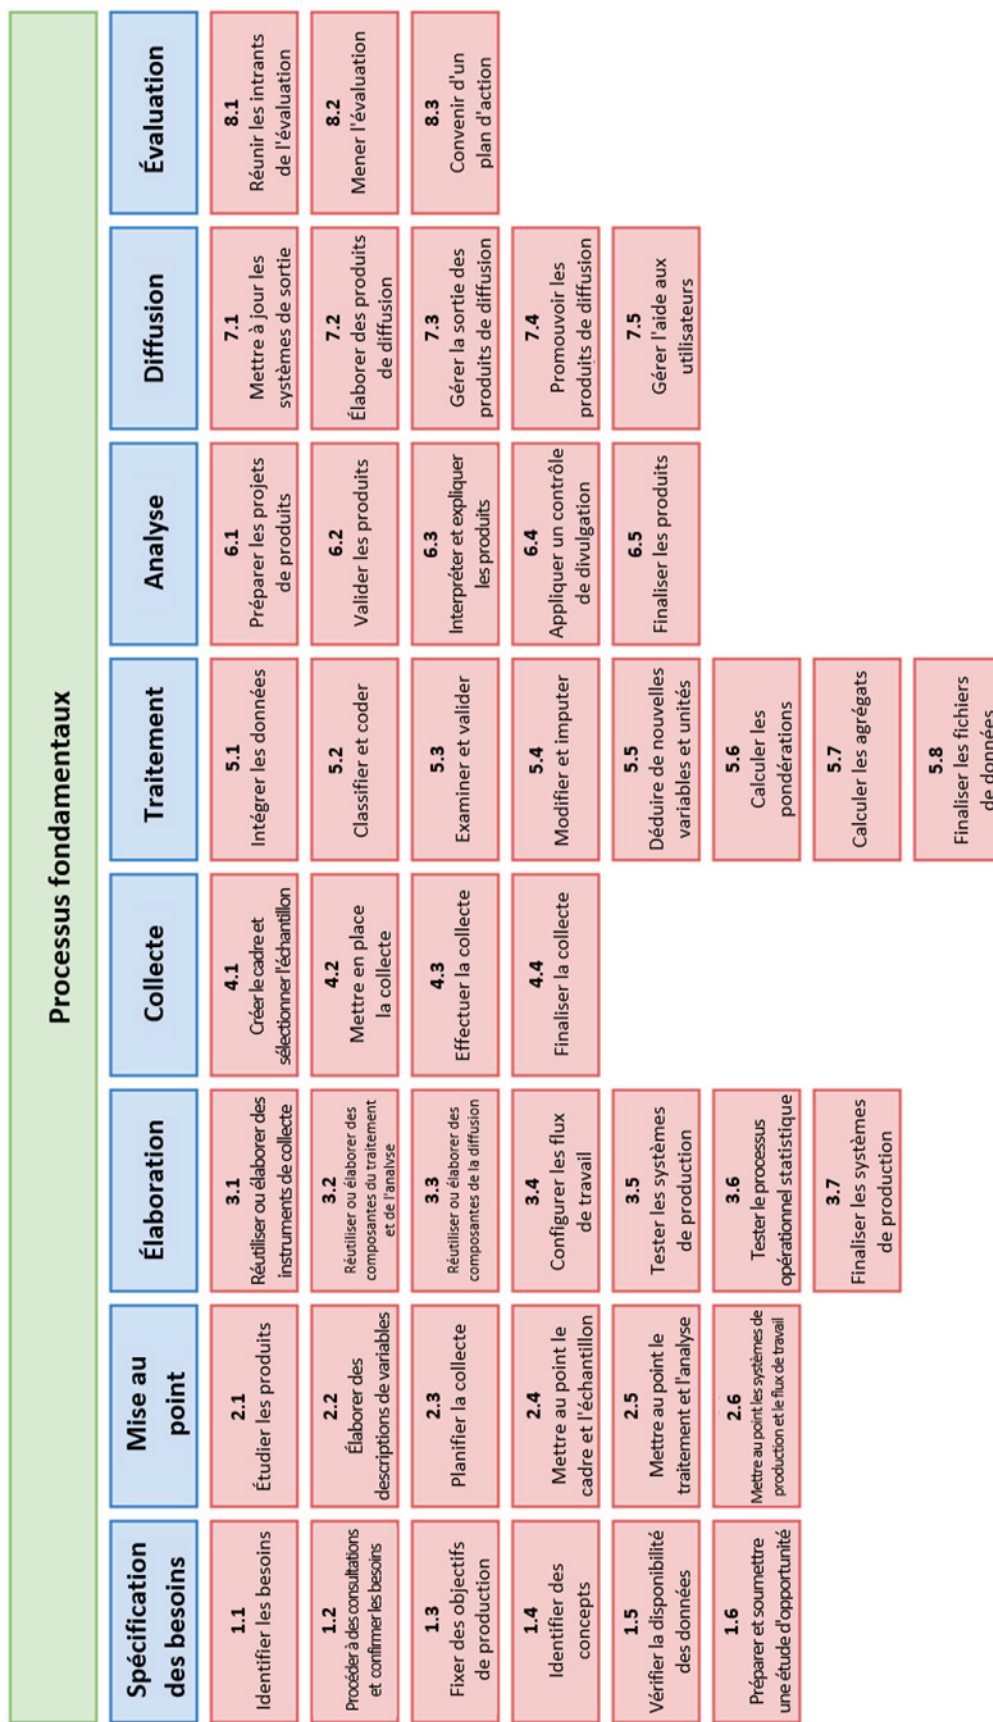 Processus fondamentaux
Spécification
des besoins
1.1
Identifier les besoins
1.2
Procéder à des consultations
et confirmer les besoins
1.3
Fixer des objectifs
de production
1.4
Identifier des
concepts
1.5
Vérifier la disponibilité
des données
1.6
Préparer et soumettre
une étude d'opportunité
Mise au
point
2.1
Étudier les produits
2.2
Élaborer des
descriptions de variables
2.3
Planifier la collecte
2.4
Mettre au point le
cadre et l'échantillon
2.5
Mettre au point le
traitement et l'analyse
2.6
Mettre au point les systèmes de
production et le flux de travail
Élaboration
3.1
Réutiliser ou élaborer des
instruments de collecte
3.2
Réutiliser ou élaborer des
composantes du traitement
et de l'analyse
3.3
Réutiliser ou élaborer des
composantes de la diffusion
3.4
Configurer les flux
de travail
3.5
Tester les systèmes
de production
3.6
Tester le processus
opérationnel statistique
3.7
Finaliser les systèmes
de production
Collecte
4.1
Créer le cadre et
sélectionner l'échantillon
4.2
Mettre en place
la collecte
4.3
Effectuer la collecte
4.4
Finaliser la collecte
Traitement
5.1
Intégrer les données
5.2
Classifier et coder
5.3
Examiner et valider
5.4
Modifier et imputer
5.5
Déduire de nouvelles
variables et unités
5.6
Calculer les
pondérations
5.7
Calculer les agrégats
5.8
Finaliser les fichiers
de données
Analyse
6.1
Préparer les projets
de produits
6.2
Valider les produits
6.3
Interpréter et expliquer
les produits
6.4
Appliquer un contrôle
de divulgation
6.5
Finaliser les produits
Diffusion
7.1
Mettre à jour les
systèmes de sortie
7.2
Élaborer des produits
de diffusion
7.3
Gérer la sortie des
produits de diffusion
7.4
Promouvoir les
produits de diffusion
7.5
Gérer l'aide aux
utilisateurs
Évaluation
8.1
Réunir les intrants
de l'évaluation
8.2
Mener l'évaluation
8.3
Convenir d'un
plan d'action